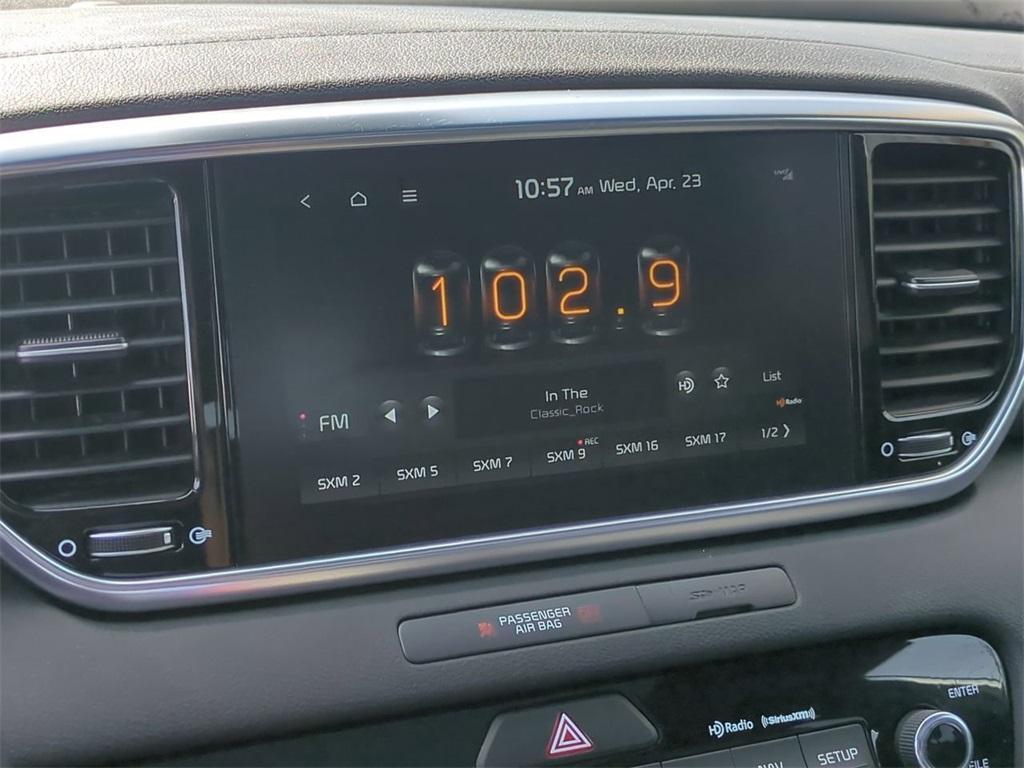 10:57 AM Wed, Apr. 23
102.9
In The
Classic_Rock
HD
List
HD Radio
FM
REC
SXM 2 SXM 5 SXM 7 SXM 9 SXM 16 SXM 17 1/2
PASSENGER
AIR BAG
ENTER
HD Radio ((SiriusXM))
SETUP